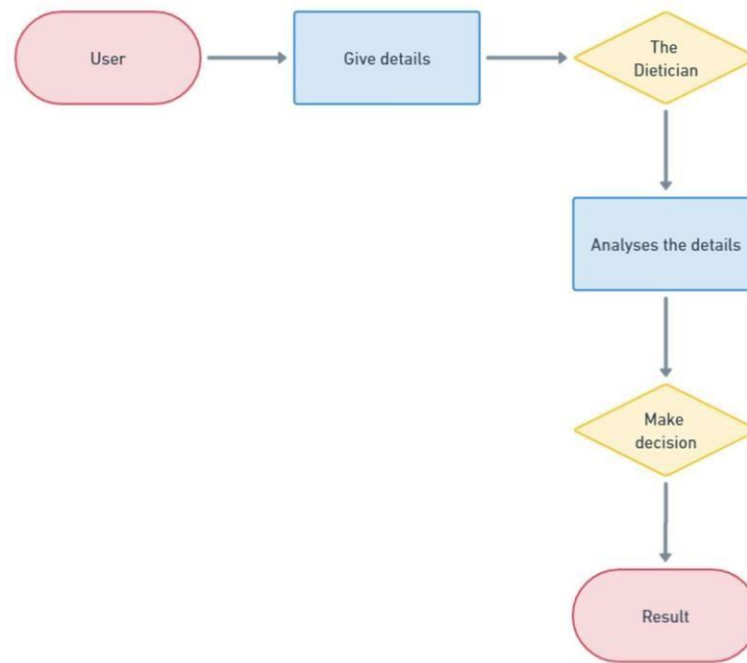 User
Give details
The
Dietician
Analyses the details
Make
decision
Result